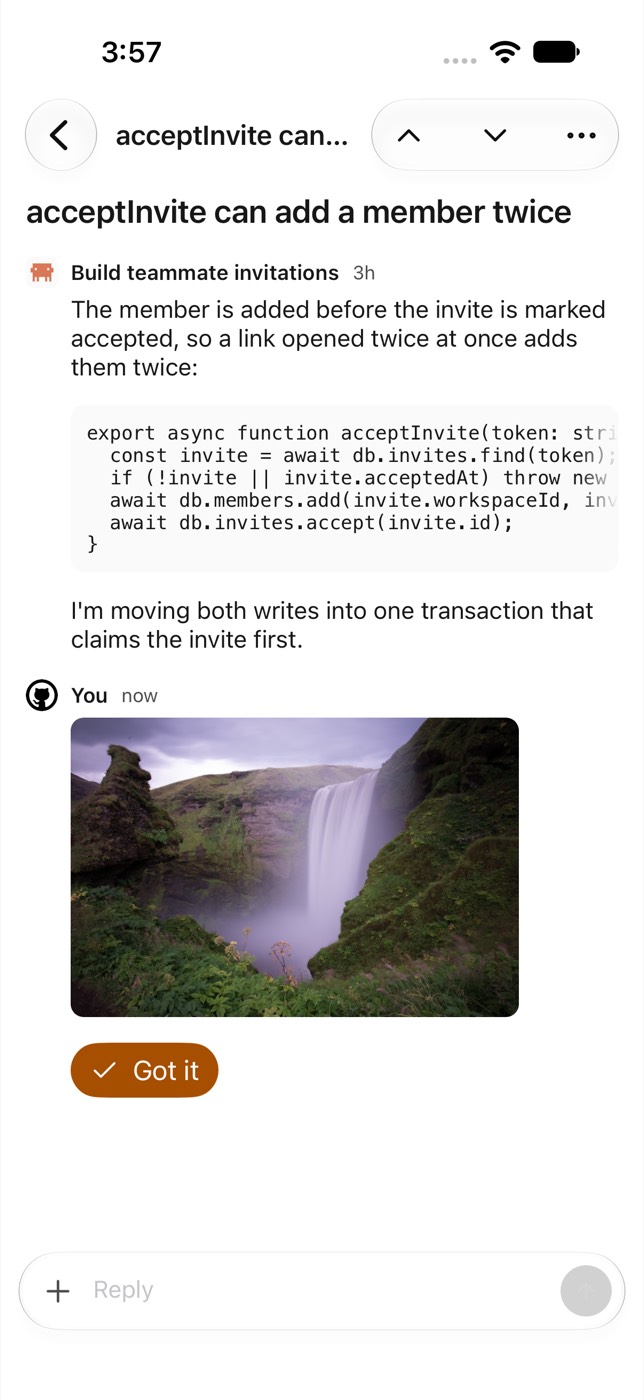 3:57
acceptInvite can...
acceptInvite can add a member twice
Build teammate invitations 3h
The member is added before the invite is marked
accepted, so a link opened twice at once adds
them twice:
export async function acceptInvite(token: stri
const invite = await db.invites.find(token);
if (!invite || invite.acceptedAt) throw new
await db.members.add(invite.workspaceId, inv
await db.invites.accept(invite.id);
}
I'm moving both writes into one transaction that
claims the invite first.
You now
Got it
Reply